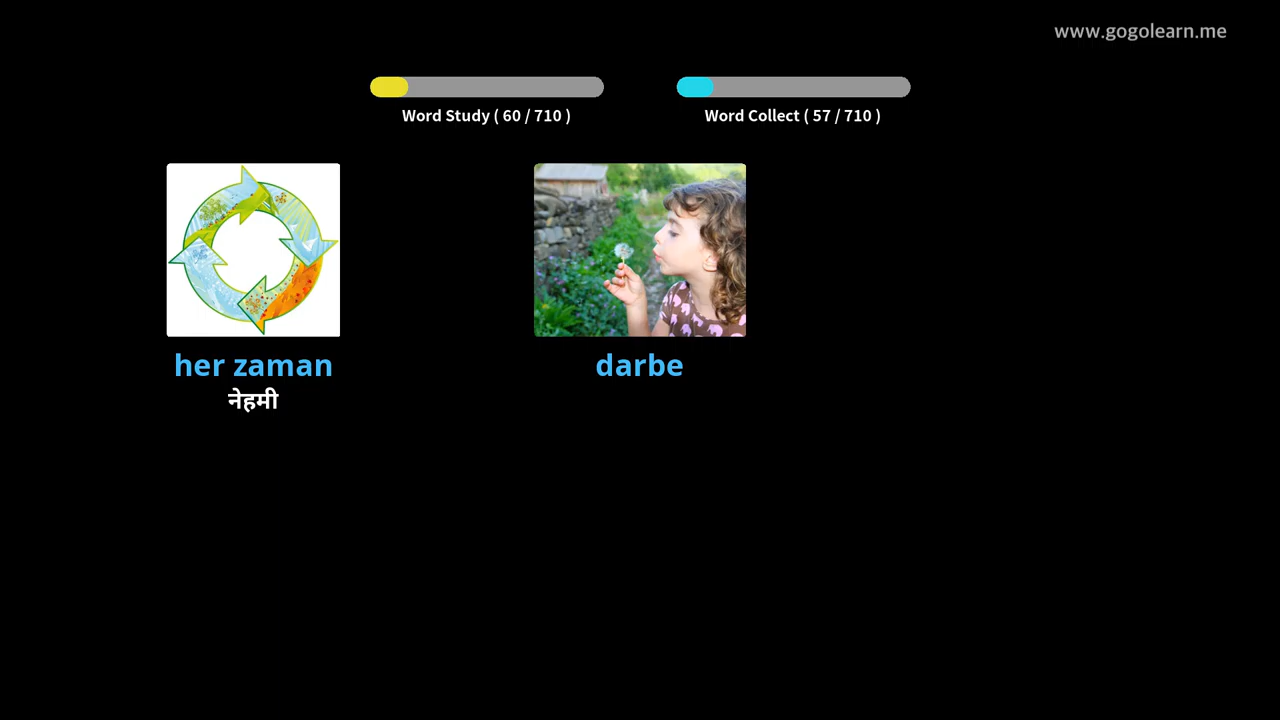 www.gogolearn.me
Word Study ( 60 / 710 )
Word Collect ( 57 / 710 )
her zaman
नेहमी
darbe